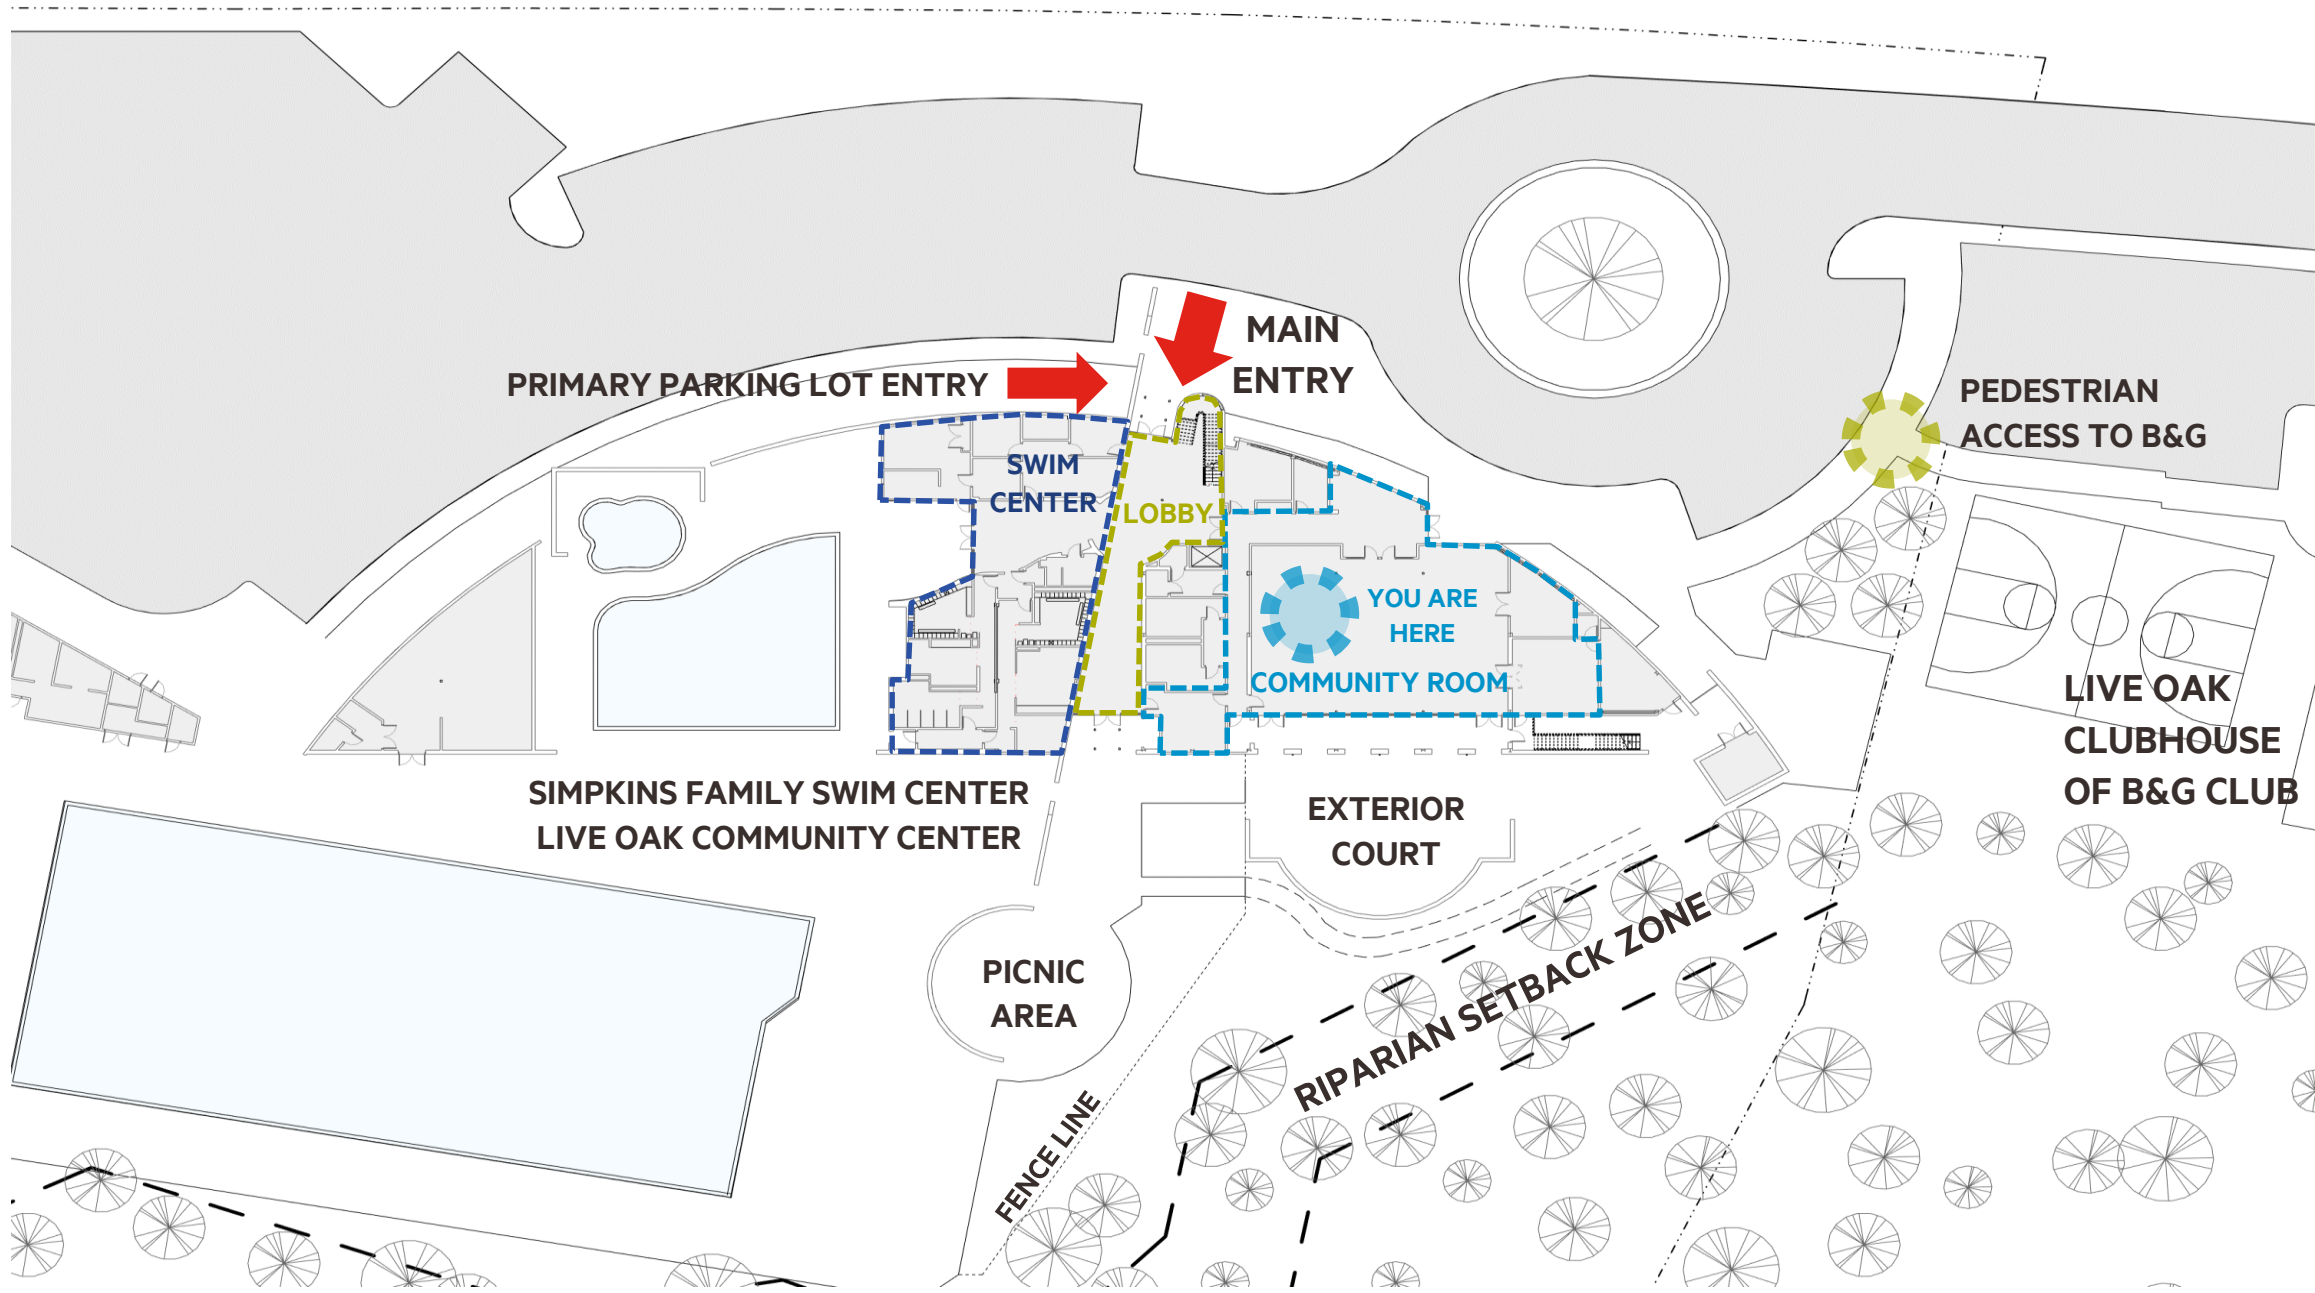 MAIN
ENTRY
PRIMARY PARKING LOT ENTRY
PEDESTRIAN
ACCESS TO B&G
SWIM
CENTER
LOBBY
YOU ARE
HERE
COMMUNITY ROOM
LIVE OAK
CLUBHOUSE
OF B&G CLUB
SIMPKINS FAMILY SWIM CENTER
LIVE OAK COMMUNITY CENTER
EXTERIOR
COURT
PICNIC
AREA
RIPARIAN SETBACK ZONE
FENCE LINE